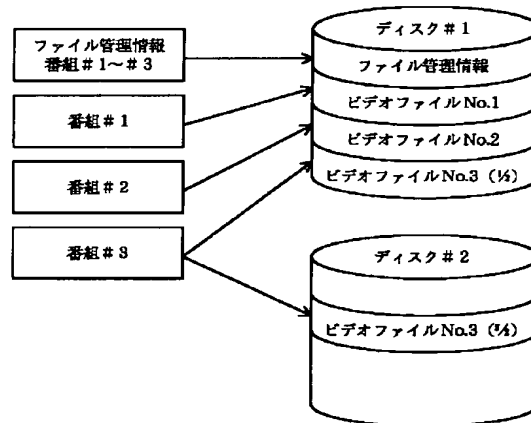 ファイル管理情報
番組#1～#3
番組#1
番組#2
番組#3
ディスク#1
ファイル管理情報
ビデオファイルNo.1
ビデオファイルNo.2
ビデオファイルNo.3 (½)
ディスク#2
ビデオファイルNo.3 (²⁄₂)